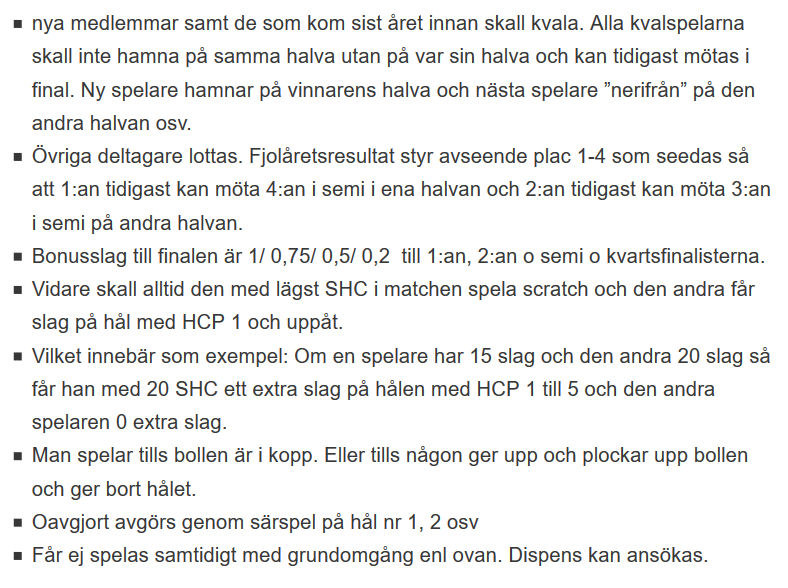 ▪ nya medlemmar samt de som kom sist året innan skall kvala. Alla kvalspelarna
skall inte hamna på samma halva utan på var sin halva och kan tidigast mötas i
final. Ny spelare hamnar på vinnarens halva och nästa spelare ”nerifrån” på den
andra halvan osv.
▪ Övriga deltagare lottas. Fjolåretsresultat styr avseende plac 1-4 som seedas så
att 1:an tidigast kan möta 4:an i semi i ena halvan och 2:an tidigast kan möta 3:an
i semi på andra halvan.
▪ Bonusslag till finalen är 1/ 0,75/ 0,5/ 0,2  till 1:an, 2:an o semi o kvartsfinalisterna.
▪ Vidare skall alltid den med lägst SHC i matchen spela scratch och den andra får
slag på hål med HCP 1 och uppåt.
▪ Vilket innebär som exempel: Om en spelare har 15 slag och den andra 20 slag så
får han med 20 SHC ett extra slag på hålen med HCP 1 till 5 och den andra
spelaren 0 extra slag.
▪ Man spelar tills bollen är i kopp. Eller tills någon ger upp och plockar upp bollen
och ger bort hålet.
▪ Oavgjort avgörs genom särspel på hål nr 1, 2 osv
▪ Får ej spelas samtidigt med grundomgång enl ovan. Dispens kan ansökas.